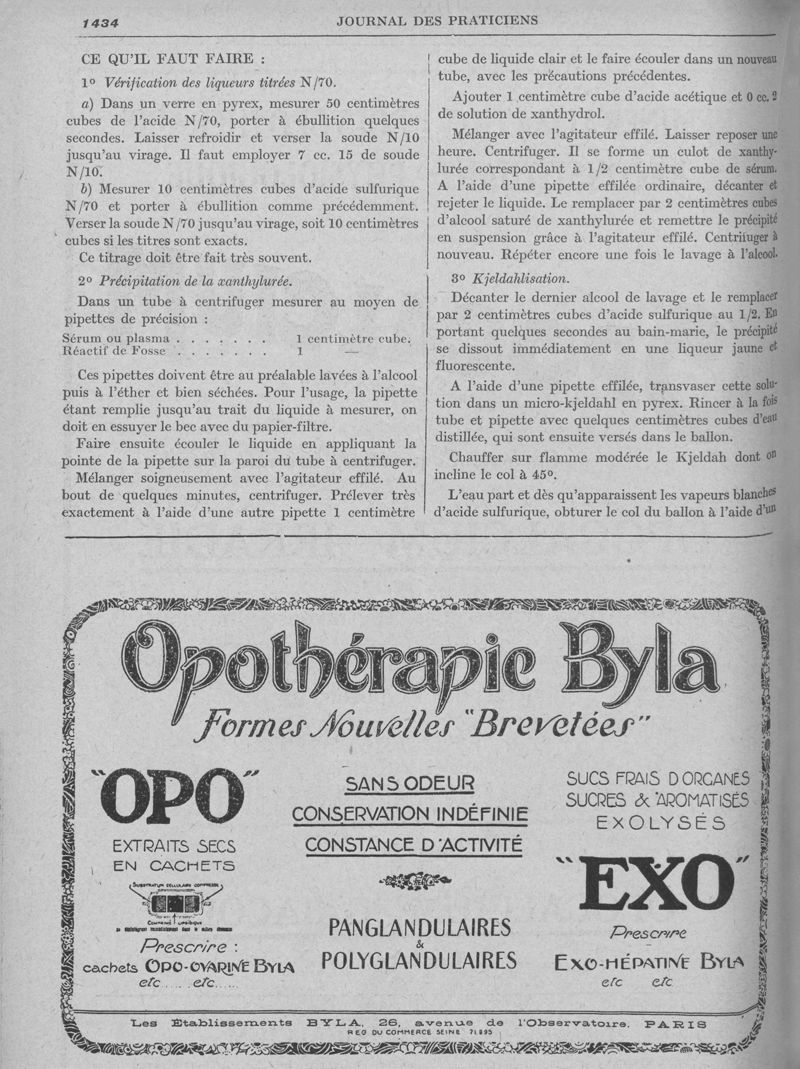 1434
JOURNAL DES PRATICIENS
CE QU'IL FAUT FAIRE :
1º Vérification des liqueurs titrées N/70.
a) Dans un verre en pyrex, mesurer 50 centimètres
cubes de l'acide N/70, porter à ébullition quelques
secondes. Laisser refroidir et verser la soude N/10
jusqu'au virage. Il faut employer 7 cc. 15 de soude
N/10.
b) Mesurer 10 centimètres cubes d'acide sulfurique
N/70 et porter à ébullition comme précédemment.
Verser la soude N/70 jusqu'au virage, soit 10 centimètres
cubes si les titres sont exacts.
Ce titrage doit être fait très souvent.
2º Précipitation de la xanthylurée.
Dans un tube à centrifuger mesurer au moyen de
pipettes de précision :
Sérum ou plasma . . . . . . . 1 centimètre cube.
Réactif de Fosse . . . . . . . 1 —
Ces pipettes doivent être au préalable lavées à l'alcool
puis à l'éther et bien séchées. Pour l'usage, la pipette
étant remplie jusqu'au trait du liquide à mesurer, on
doit en essuyer le bec avec du papier-filtre.
Faire ensuite écouler le liquide en appliquant la
pointe de la pipette sur la paroi du tube à centrifuger.
Mélanger soigneusement avec l'agitateur effilé. Au
bout de quelques minutes, centrifuger. Prélever très
exactement à l'aide d'une autre pipette 1 centimètre
cube de liquide clair et le faire écouler dans un nouveau
tube, avec les précautions précédentes.
Ajouter 1 centimètre cube d'acide acétique et 0 cc. 2
de solution de xanthydrol.
Mélanger avec l'agitateur effilé. Laisser reposer une
heure. Centrifuger. Il se forme un culot de xanthy-
lurée correspondant à 1/2 centimètre cube de sérum.
A l'aide d'une pipette effilée ordinaire, décanter et
rejeter le liquide. Le remplacer par 2 centimètres cubes
d'alcool saturé de xanthylurée et remettre le précipité
en suspension grâce à l'agitateur effilé. Centrifuger à
nouveau. Répéter encore une fois le lavage à l'alcool.
3º Kjeldahlisation.
Décanter le dernier alcool de lavage et le remplacer
par 2 centimètres cubes d'acide sulfurique au 1/2. En
portant quelques secondes au bain-marie, le précipité
se dissout immédiatement en une liqueur jaune et
fluorescente.
A l'aide d'une pipette effilée, transvaser cette solu-
tion dans un micro-kjeldahl en pyrex. Rincer à la fois
tube et pipette avec quelques centimètres cubes d'eau
distillée, qui sont ensuite versés dans le ballon.
Chauffer sur flamme modérée le Kjeldah dont on
incline le col à 45º.
L'eau part et dès qu'apparaissent les vapeurs blanches
d'acide sulfurique, obturer le col du ballon à l'aide d'un
Opothérapie Byla
Formes Nouvelles "Brevetées"
"OPO"
EXTRAITS SECS
EN CACHETS
SUBSTRATUM CELLULAIRE COMPRESSE
Prescrire :
cachets OPO-OVARINE BYLA
etc..... etc.....
SANS ODEUR
CONSERVATION INDÉFINIE
CONSTANCE D'ACTIVITÉ
PANGLANDULAIRES
&
POLYGLANDULAIRES
SUCS FRAIS D'ORGANES
SUCRES & AROMATISÉS
EXOLYSÉS
"EXO"
Prescrire
EXO-HÉPATINE BYLA
etc etc
Les Établissements BYLA, 26, avenue de l'Observatoire. PARIS
REG DU COMMERCE SEINE 71.895